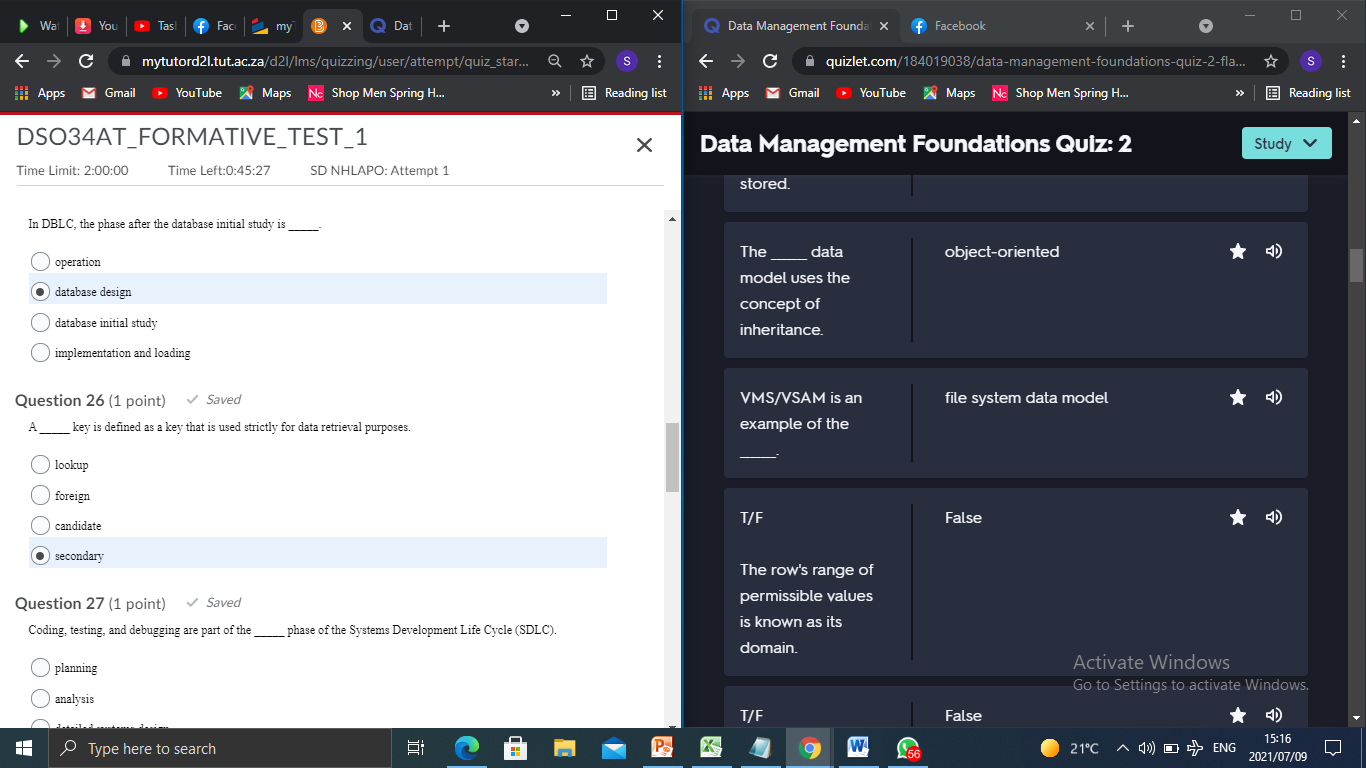 Wa
You
Tasl
Fac
my
Dat
mytutord2l.tut.ac.za/d2l/lms/quizzing/user/attempt/quiz_star...
S
Apps
Gmail
YouTube
Maps
Nc
Shop Men Spring H...
»
Reading list
DSO34AT_FORMATIVE_TEST_1
Time Limit: 2:00:00 Time Left:0:45:27 SD NHLAPO: Attempt 1
In DBLC, the phase after the database initial study is _____.
operation
database design
database initial study
implementation and loading
Question 26 (1 point) Saved
A _____ key is defined as a key that is used strictly for data retrieval purposes.
lookup
foreign
candidate
secondary
Question 27 (1 point) Saved
Coding, testing, and debugging are part of the _____ phase of the Systems Development Life Cycle (SDLC).
planning
analysis
detailed systems design
Data Management Founda
Facebook
quizlet.com/184019038/data-management-foundations-quiz-2-fla...
S
Apps
Gmail
YouTube
Maps
Nc
Shop Men Spring H...
»
Reading list
Data Management Foundations Quiz: 2
Study
stored.
The _____ data
model uses the
concept of
inheritance.
object-oriented
VMS/VSAM is an
example of the
_____.
file system data model
T/F
The row's range of
permissible values
is known as its
domain.
False
T/F
False
Activate Windows
Go to Settings to activate Windows.
Type here to search
56
21°C
ENG
15:16
2021/07/09